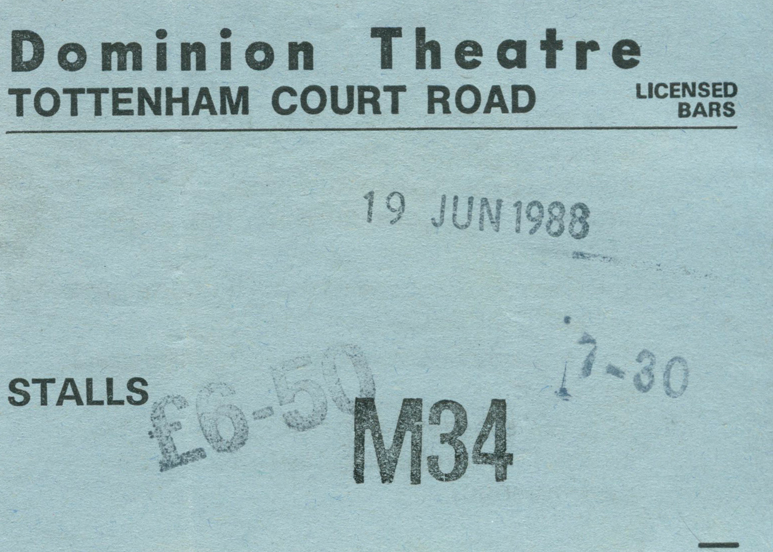 Dominion Theatre
TOTTENHAM COURT ROAD
LICENSED
BARS
19 JUN 1988
7-30
STALLS
£6-50
M34